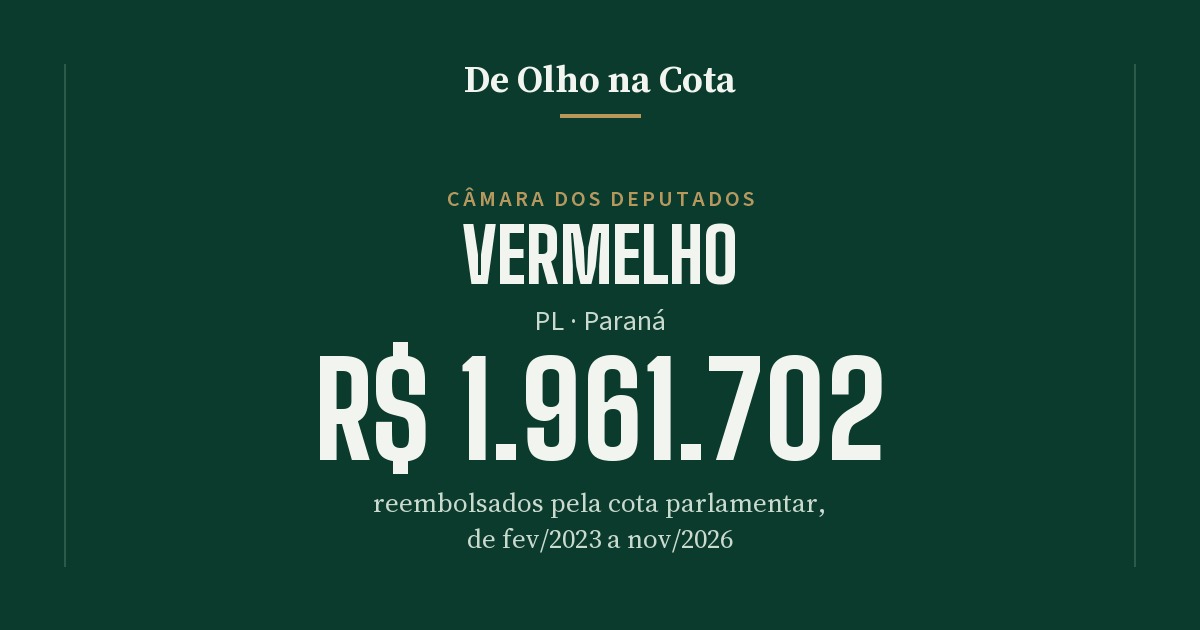 De Olho na Cota
CÂMARA DOS DEPUTADOS
VERMELHO
PL · Paraná
R$ 1.961.702
reembolsados pela cota parlamentar,
de fev/2023 a nov/2026